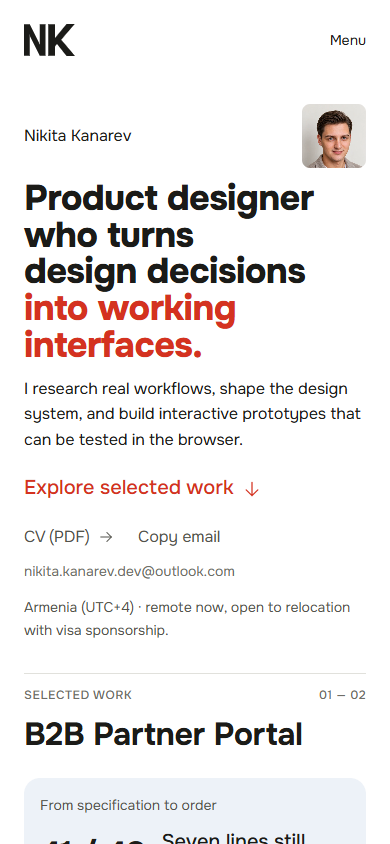 NK
Menu
Nikita Kanarev
Product designer
who turns
design decisions
into working
interfaces.
I research real workflows, shape the design
system, and build interactive prototypes that
can be tested in the browser.
Explore selected work ↓
CV (PDF) → Copy email
nikita.kanarev.dev@outlook.com
Armenia (UTC+4) · remote now, open to relocation
with visa sponsorship.
SELECTED WORK 01 — 02
B2B Partner Portal
From specification to order
Seven lines still